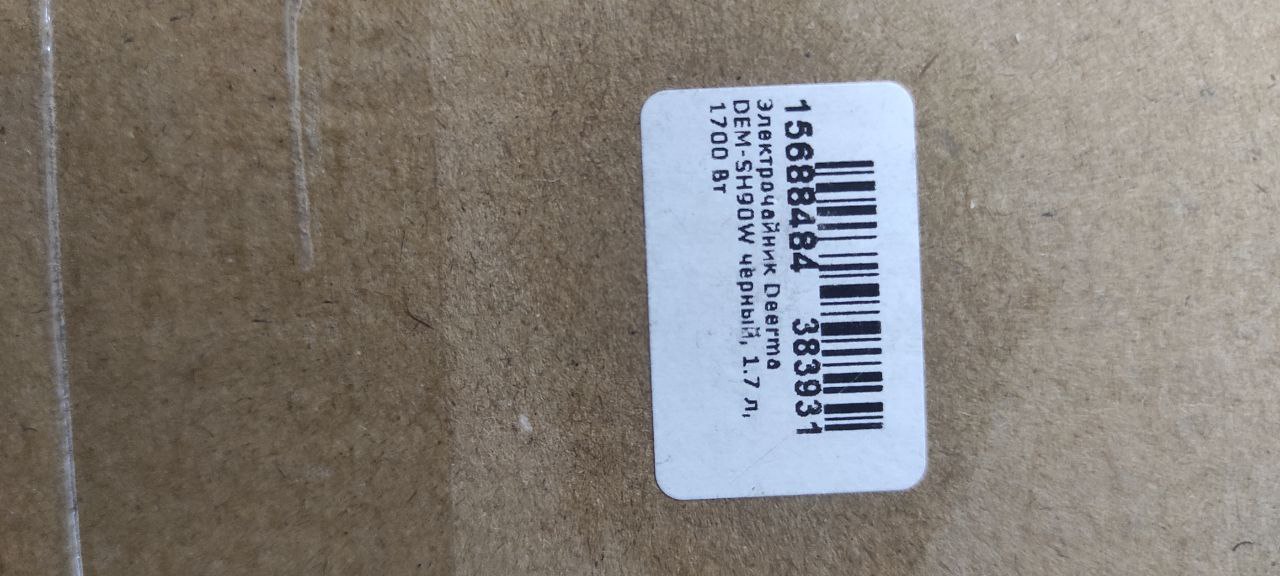 15688484 383931
Электрочайник Deerma
DEM-SH90W чёрный, 1.7 л,
1700 Вт